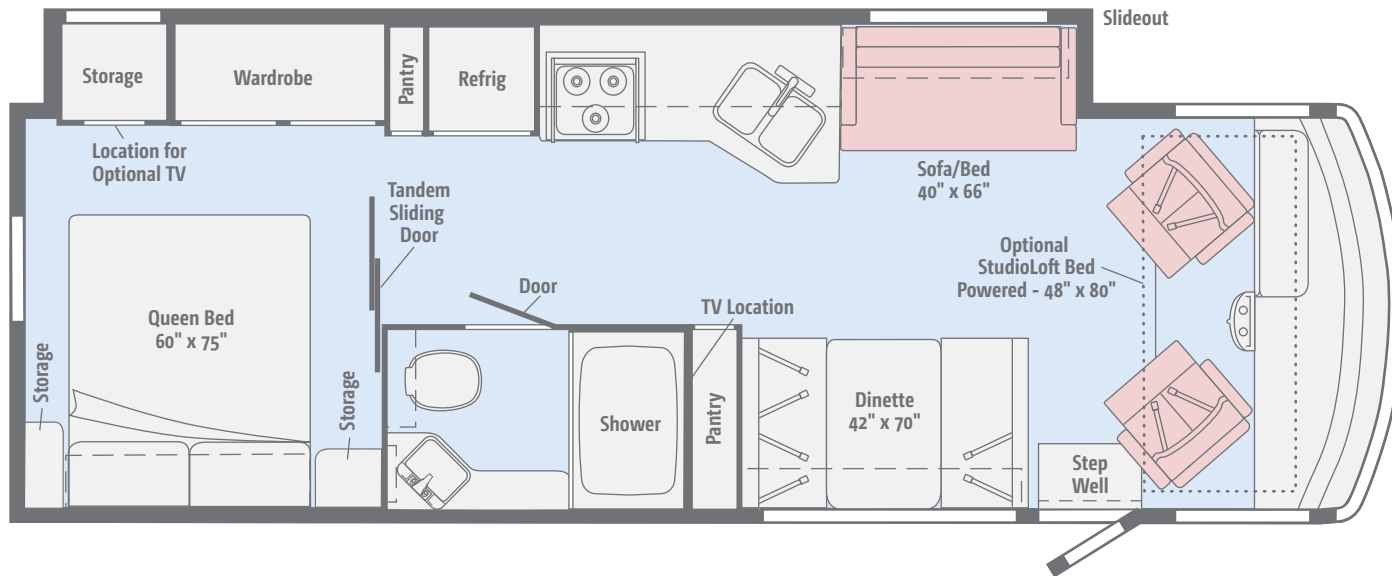 Slideout
Storage
Wardrobe
Pantry
Refrig
Location for
Optional TV
Tandem
Sliding
Door
Sofa/Bed
40" x 66"
Optional
StudioLoft Bed
Powered - 48" x 80"
Door
TV Location
Queen Bed
60" x 75"
Storage
Storage
Shower
Pantry
Dinette
42" x 70"
Step
Well